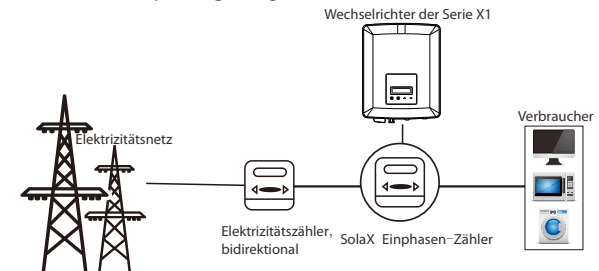 Wechselrichter der Serie X1
Verbraucher
Elektrizitätsnetz
Elektrizitätszähler,
bidirektional
SolaX Einphasen-Zähler